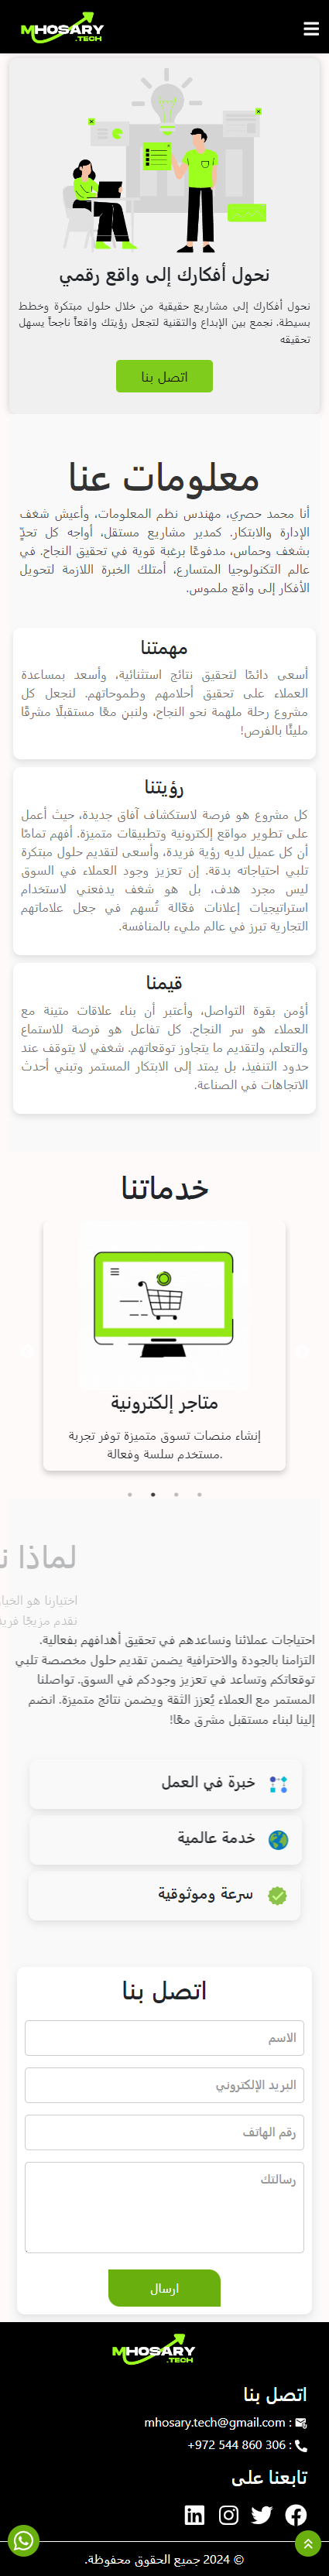 MHOSARY
.TECH
نحول أفكارك إلى واقع رقمي
نحول أفكارك إلى مشاريع حقيقية من خلال حلول مبتكرة وخطط
بسيطة. نجمع بين الإبداع والتقنية لتجعل رؤيتك واقعاً ناجحاً يسهل
تحقيقه
اتصل بنا
معلومات عنا
أنا محمد حصري، مهندس نظم المعلومات، وأعيش شغف
الإدارة والابتكار. كمدير مشاريع مستقل، أواجه كل تحدٍّ
بشغف وحماس، مدفوعًا برغبة قوية في تحقيق النجاح. في
عالم التكنولوجيا المتسارع، أمتلك الخبرة اللازمة لتحويل
الأفكار إلى واقع ملموس.
مهمتنا
أسعى دائمًا لتحقيق نتائج استثنائية، وأسعد بمساعدة
العملاء على تحقيق أحلامهم وطموحاتهم. لنجعل كل
مشروع رحلة ملهمة نحو النجاح، ولنبنِ معًا مستقبلًا مشرقًا
مليئًا بالفرص!
رؤيتنا
كل مشروع هو فرصة لاستكشاف آفاق جديدة، حيث أعمل
على تطوير مواقع إلكترونية وتطبيقات متميزة. أفهم تمامًا
أن كل عميل لديه رؤية فريدة، وأسعى لتقديم حلول مبتكرة
تلبي احتياجاته بدقة. إن تعزيز وجود العملاء في السوق
ليس مجرد هدف، بل هو شغف يدفعني لاستخدام
استراتيجيات إعلانات فعّالة تُسهم في جعل علاماتهم
التجارية تبرز في عالم مليء بالمنافسة.
قيمنا
أؤمن بقوة التواصل، وأعتبر أن بناء علاقات متينة مع
العملاء هو سر النجاح. كل تفاعل هو فرصة للاستماع
والتعلم، ولتقديم ما يتجاوز توقعاتهم. شغفي لا يتوقف عند
حدود التنفيذ، بل يمتد إلى الابتكار المستمر وتبني أحدث
الاتجاهات في الصناعة.
خدماتنا
متاجر إلكترونية
إنشاء منصات تسوق متميزة توفر تجربة
مستخدم سلسة وفعالة.
لماذا
اختيارنا هو الخيار
نقدم مزيجًا
احتياجات عملائنا ونساعدهم في تحقيق أهدافهم بفعالية.
التزامنا بالجودة والاحترافية يضمن تقديم حلول مخصصة تلبي
توقعاتكم وتساعد في تعزيز وجودكم في السوق. تواصلنا
المستمر مع العملاء يُعزز الثقة ويضمن نتائج متميزة. انضم
إلينا لبناء مستقبل مشرق معًا!
خبرة في العمل
خدمة عالمية
سرعة وموثوقية
اتصل بنا
الاسم
البريد الإلكتروني
رقم الهاتف
رسالتك
ارسال
MHOSARY
.TECH
اتصل بنا
: mhosary.tech@gmail.com
: 306 860 544 972+
تابعنا على
© 2024 جميع الحقوق محفوظة.